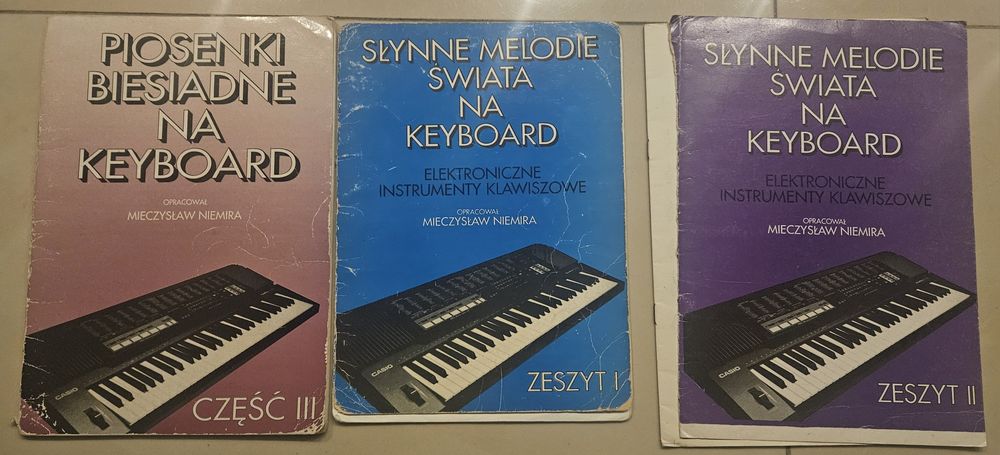 PIOSENKI
BIESIADNE
NA
KEYBOARD
OPRACOWAŁ
MIECZYSŁAW NIEMIRA
CASIO
CZĘŚĆ III
SŁYNNE MELODIE
ŚWIATA
NA
KEYBOARD
ELEKTRONICZNE
INSTRUMENTY KLAWISZOWE
OPRACOWAŁ
MIECZYSŁAW NIEMIRA
CASIO
ZESZYT I
SŁYNNE MELODIE
ŚWIATA
NA
KEYBOARD
ELEKTRONICZNE
INSTRUMENTY KLAWISZOWE
OPRACOWAŁ
MIECZYSŁAW NIEMIRA
CASIO
ZESZYT II